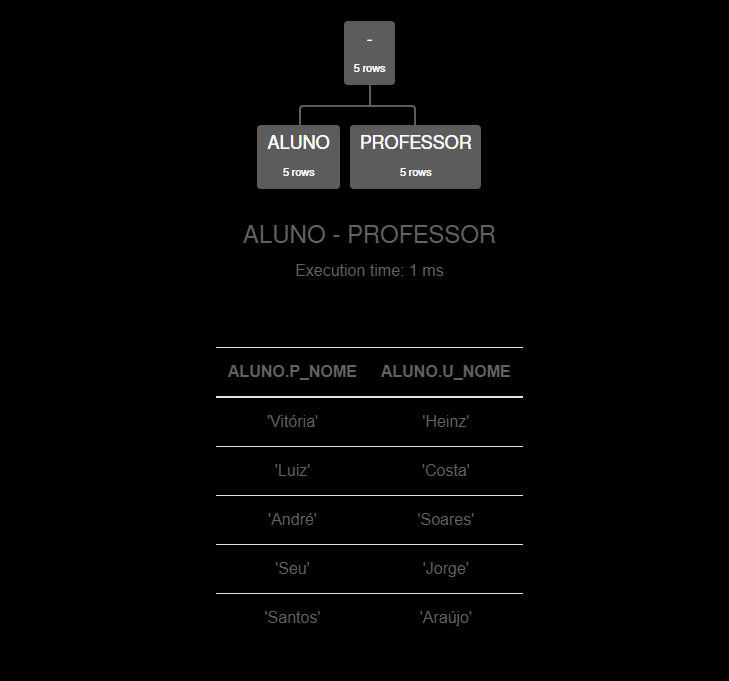 -
5 rows
ALUNO PROFESSOR
5 rows 5 rows
ALUNO - PROFESSOR
Execution time: 1 ms
ALUNO.P_NOME ALUNO.U_NOME
'Vitória' 'Heinz'
'Luiz' 'Costa'
'André' 'Soares'
'Seu' 'Jorge'
'Santos' 'Araújo'